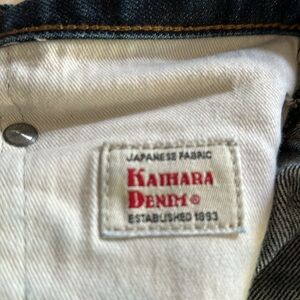 JAPANESE FABRIC
KAIHARA
DENIM®
ESTABLISHED 1893